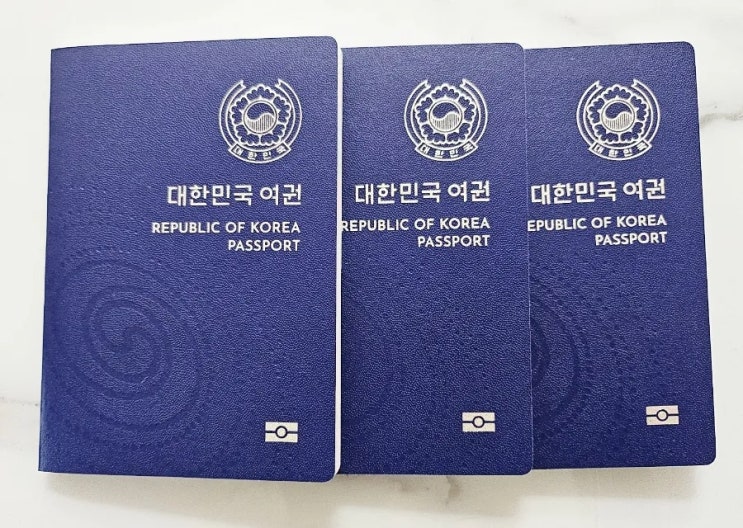 대한민국
대한민국 여권
REPUBLIC OF KOREA
PASSPORT
대한민국
대한민국 여권
REPUBLIC OF KOREA
PASSPORT
대한민국
대한민국 여권
EPUBLIC OF KOREA
PASSPORT